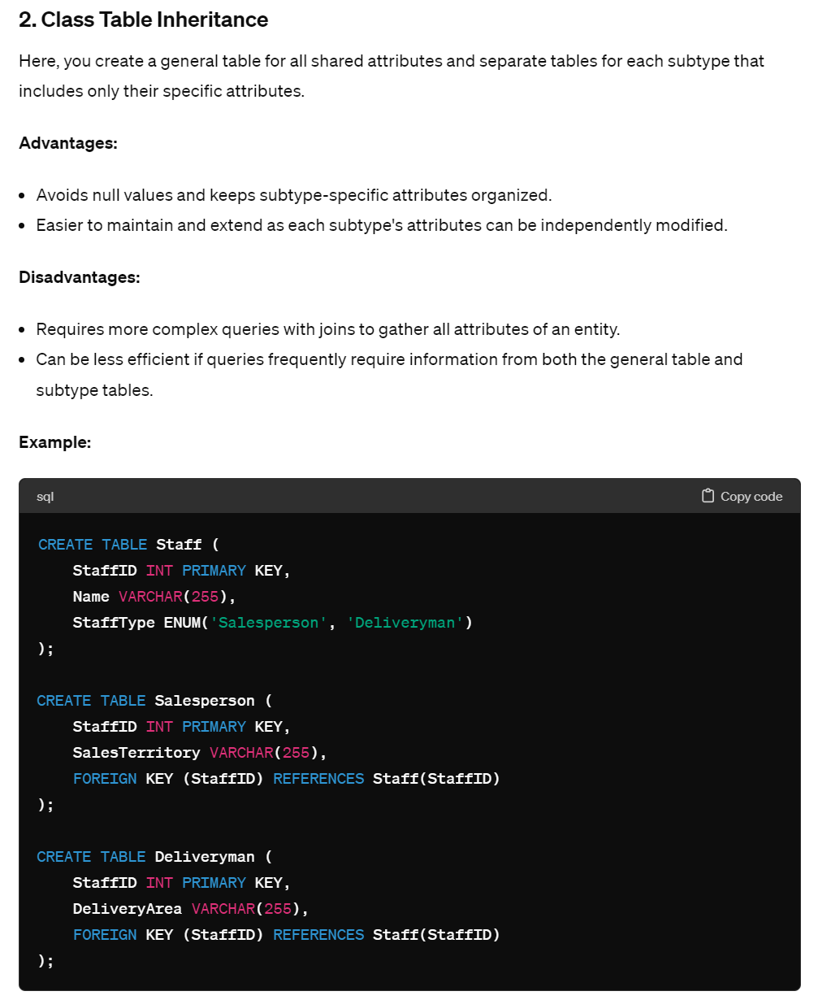 2. Class Table Inheritance
Here, you create a general table for all shared attributes and separate tables for each subtype that
includes only their specific attributes.
Advantages:
• Avoids null values and keeps subtype-specific attributes organized.
• Easier to maintain and extend as each subtype's attributes can be independently modified.
Disadvantages:
• Requires more complex queries with joins to gather all attributes of an entity.
• Can be less efficient if queries frequently require information from both the general table and
subtype tables.
Example:
sql Copy code
CREATE TABLE Staff (
    StaffID INT PRIMARY KEY,
    Name VARCHAR(255),
    StaffType ENUM('Salesperson', 'Deliveryman')
);
CREATE TABLE Salesperson (
    StaffID INT PRIMARY KEY,
    SalesTerritory VARCHAR(255),
    FOREIGN KEY (StaffID) REFERENCES Staff(StaffID)
);
CREATE TABLE Deliveryman (
    StaffID INT PRIMARY KEY,
    DeliveryArea VARCHAR(255),
    FOREIGN KEY (StaffID) REFERENCES Staff(StaffID)
);